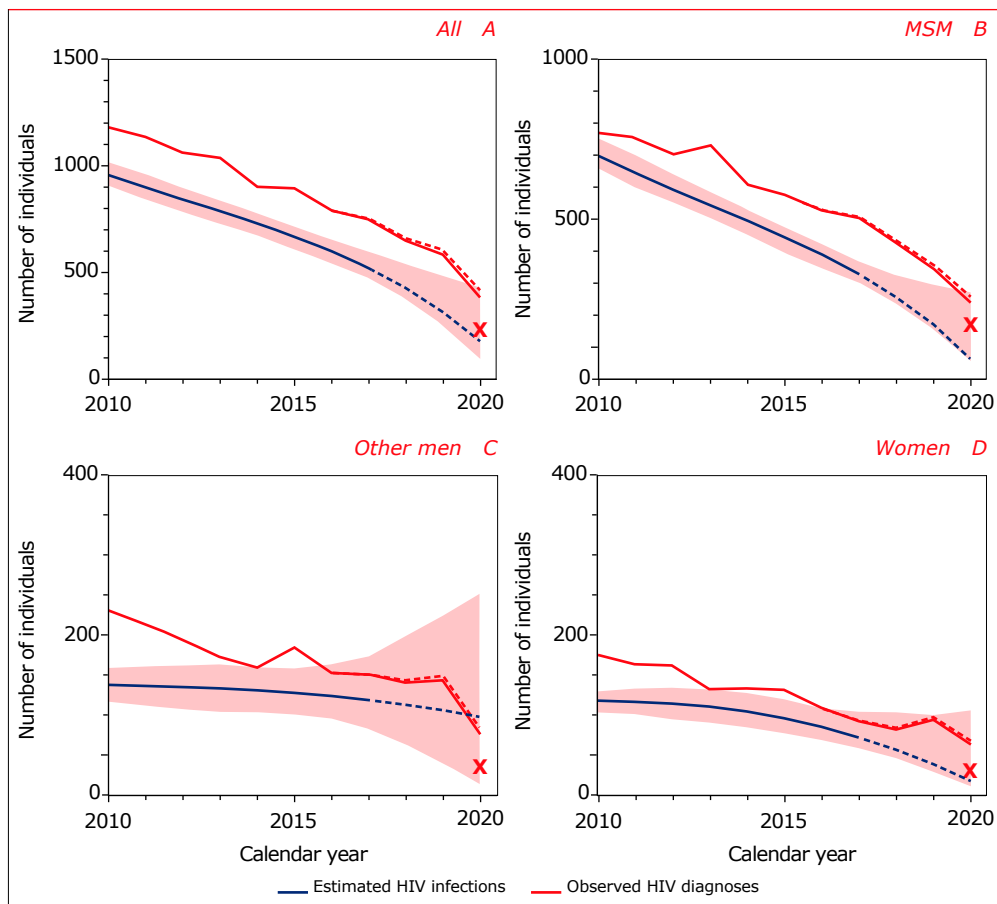 All A
MSM B
Number of individuals
1500
1000
500
0
2010
2015
2020
Number of individuals
1000
500
0
2010
2015
2020
Other men C
Women D
Number of individuals
400
200
0
2010
2015
2020
Calendar year
Number of individuals
400
200
0
2010
2015
2020
Calendar year
X
X
X
X
Estimated HIV infections
Observed HIV diagnoses